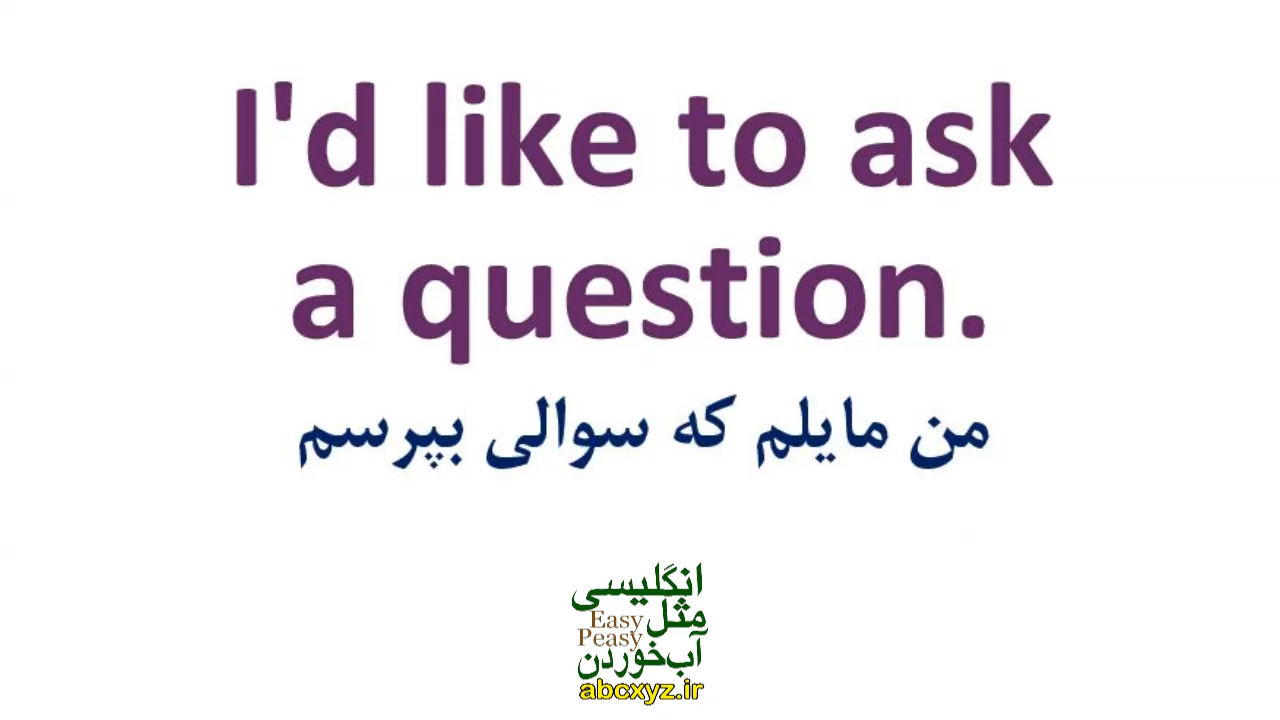 I'd like to ask
a question.
من مایلم که سوالی بپرسم
انگلیسی
مثل Easy
Peasy
آب‌خوردن
abcxyz.ir